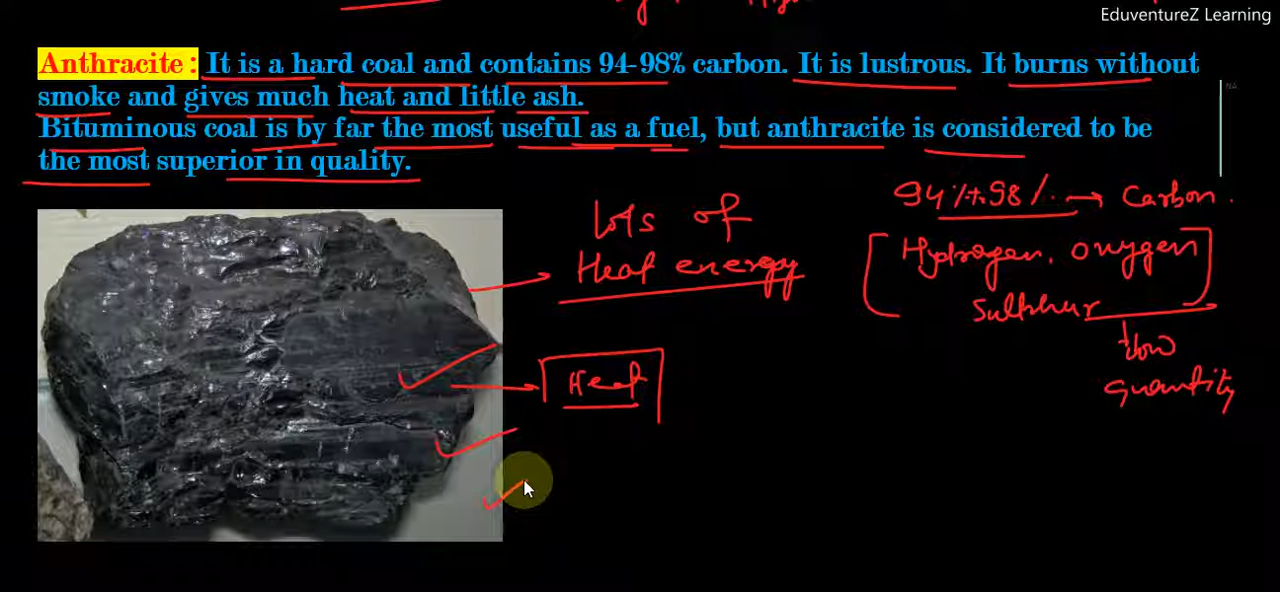 EduventureZ Learning
Anthracite : It is a hard coal and contains 94-98% carbon. It is lustrous. It burns without
smoke and gives much heat and little ash.
Bituminous coal is by far the most useful as a fuel, but anthracite is considered to be
the most superior in quality.
94% to 98% → Carbon.
lots of
Heat energy
[Hydrogen, oxygen
sulphur]
low
quantity
Heat